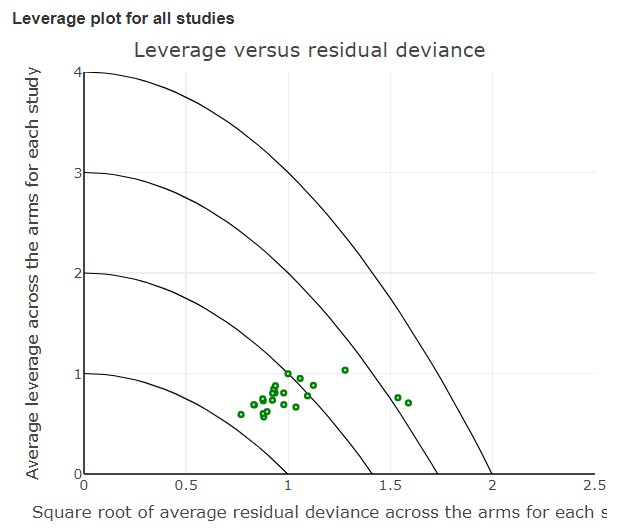 Leverage plot for all studies
Leverage versus residual deviance
Average leverage across the arms for each study
4
3
2
1
0
0
0.5
1
1.5
2
2.5
Square root of average residual deviance across the arms for each s